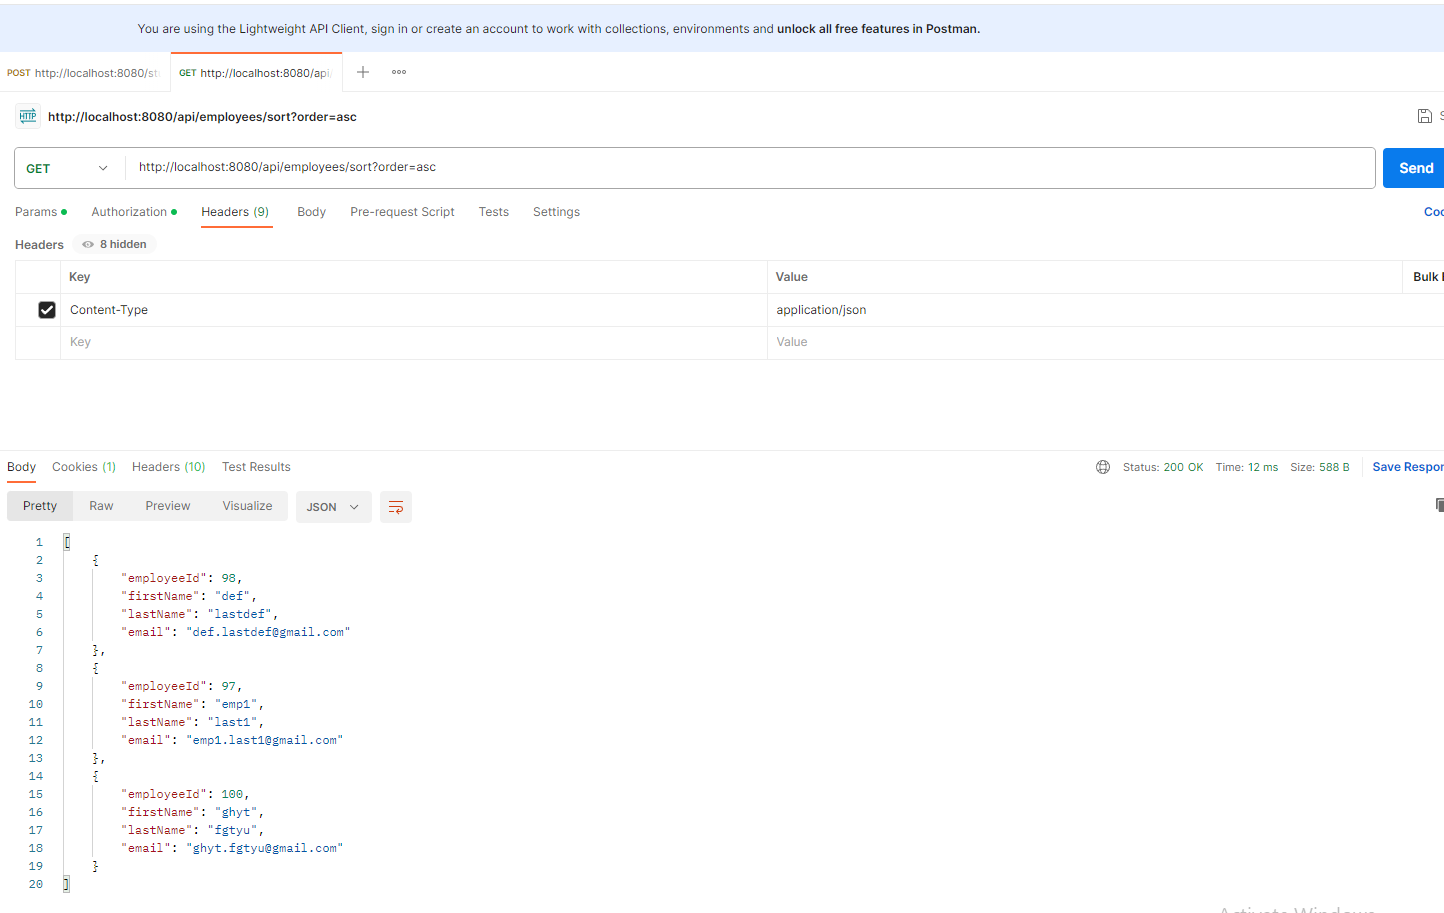 You are using the Lightweight API Client, sign in or create an account to work with collections, environments and unlock all free features in Postman.
POST http://localhost:8080/st
GET http://localhost:8080/api/
HTTP http://localhost:8080/api/employees/sort?order=asc
GET http://localhost:8080/api/employees/sort?order=asc Send
Params Authorization Headers (9) Body Pre-request Script Tests Settings
Headers 8 hidden
Key Value Bulk
Content-Type application/json
Key Value
Body Cookies (1) Headers (10) Test Results Status: 200 OK Time: 12 ms Size: 588 B Save Respon
Pretty Raw Preview Visualize JSON
1 [
2 {
3 "employeeId": 98,
4 "firstName": "def",
5 "lastName": "lastdef",
6 "email": "def.lastdef@gmail.com"
7 },
8 {
9 "employeeId": 97,
10 "firstName": "emp1",
11 "lastName": "last1",
12 "email": "emp1.last1@gmail.com"
13 },
14 {
15 "employeeId": 100,
16 "firstName": "ghyt",
17 "lastName": "fgtyu",
18 "email": "ghyt.fgtyu@gmail.com"
19 }
20 ]
Activate Windows